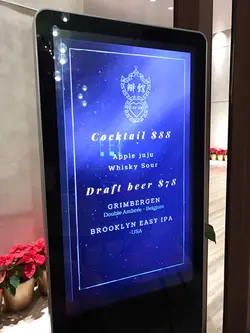 Cocktail $88
Apple juju
Whisky Sour
Draft beer $78
GRIMBERGEN
Double Ambrée - Belgium
BROOKLYN EAST IPA
-USA